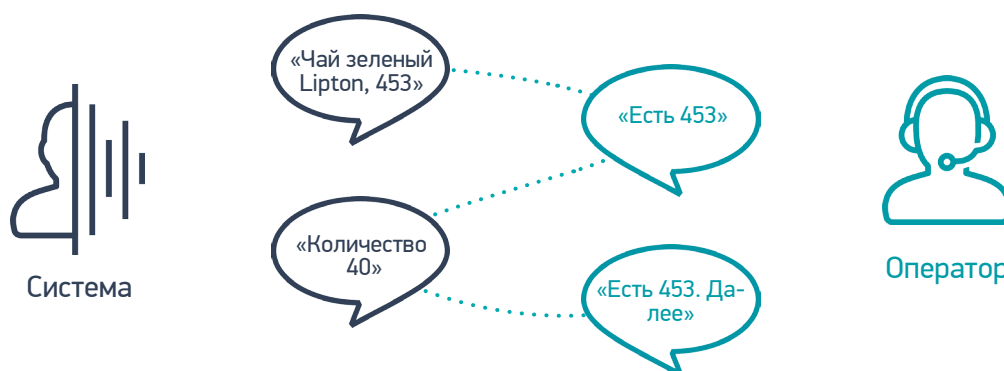 «Чай зеленый
Lipton, 453»
«Есть 453»
«Количество
40»
«Есть 453. Да-
лее»
Система
Оператор